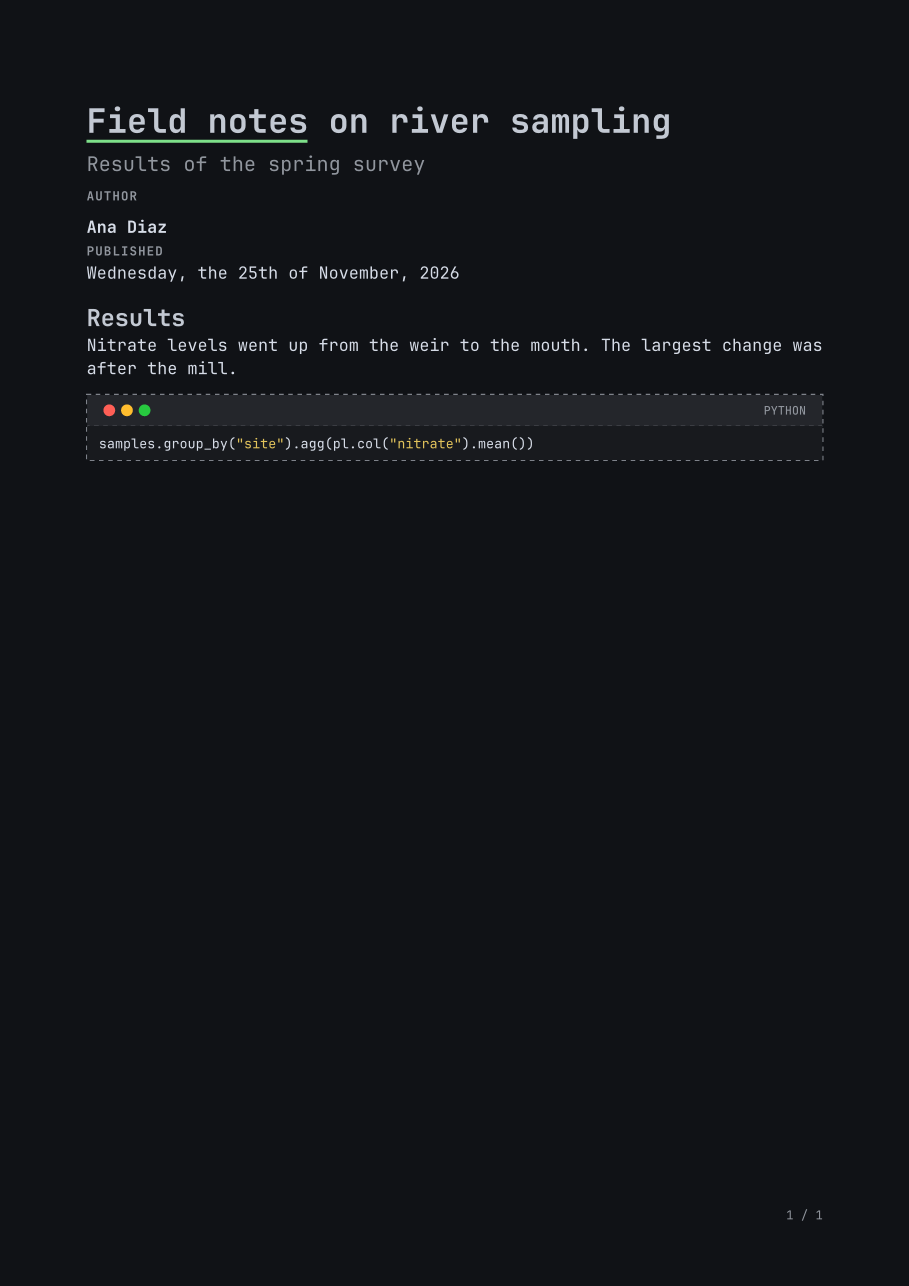 Field notes on river sampling
Results of the spring survey
AUTHOR
Ana Diaz
PUBLISHED
Wednesday, the 25th of November, 2026
Results
Nitrate levels went up from the weir to the mouth. The largest change was
after the mill.
PYTHON
samples.group_by("site").agg(pl.col("nitrate").mean())
1 / 1